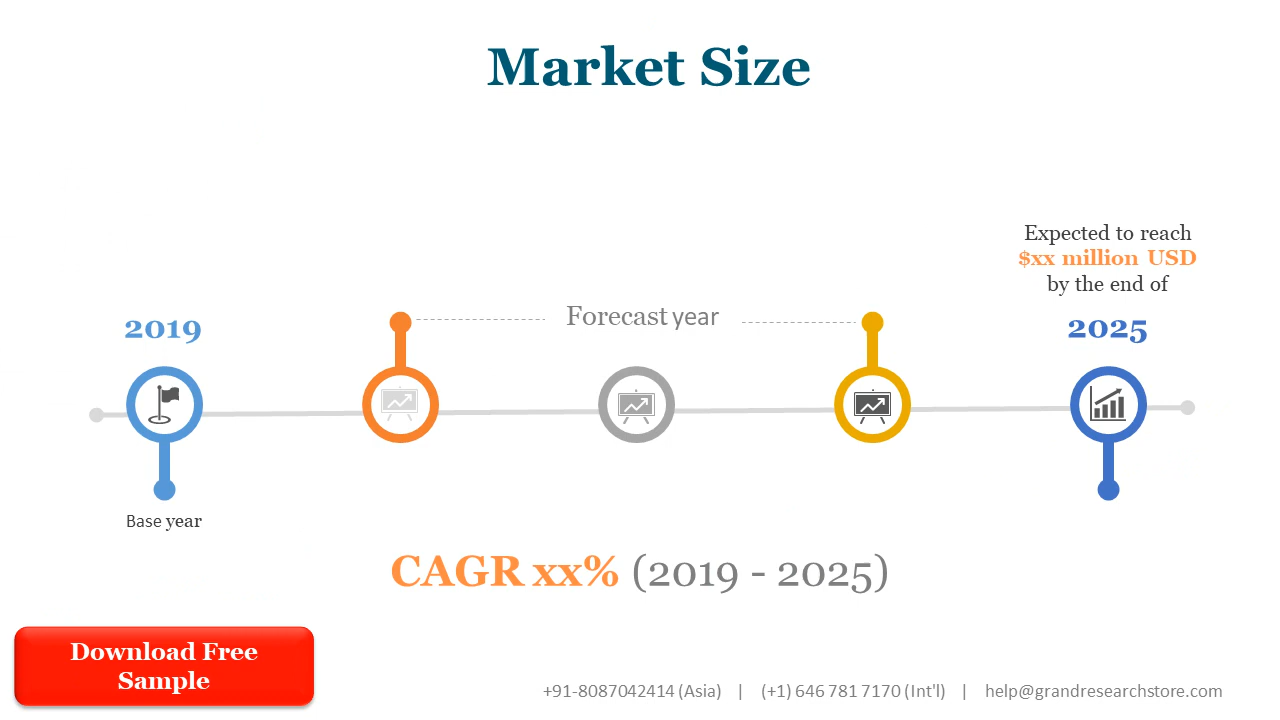 Market Size
Expected to reach
$xx million USD
by the end of
2019
Forecast year
2025
Base year
CAGR xx% (2019 - 2025)
Download Free
Sample
+91-8087042414 (Asia) | (+1) 646 781 7170 (Int'l) | help@grandresearchstore.com